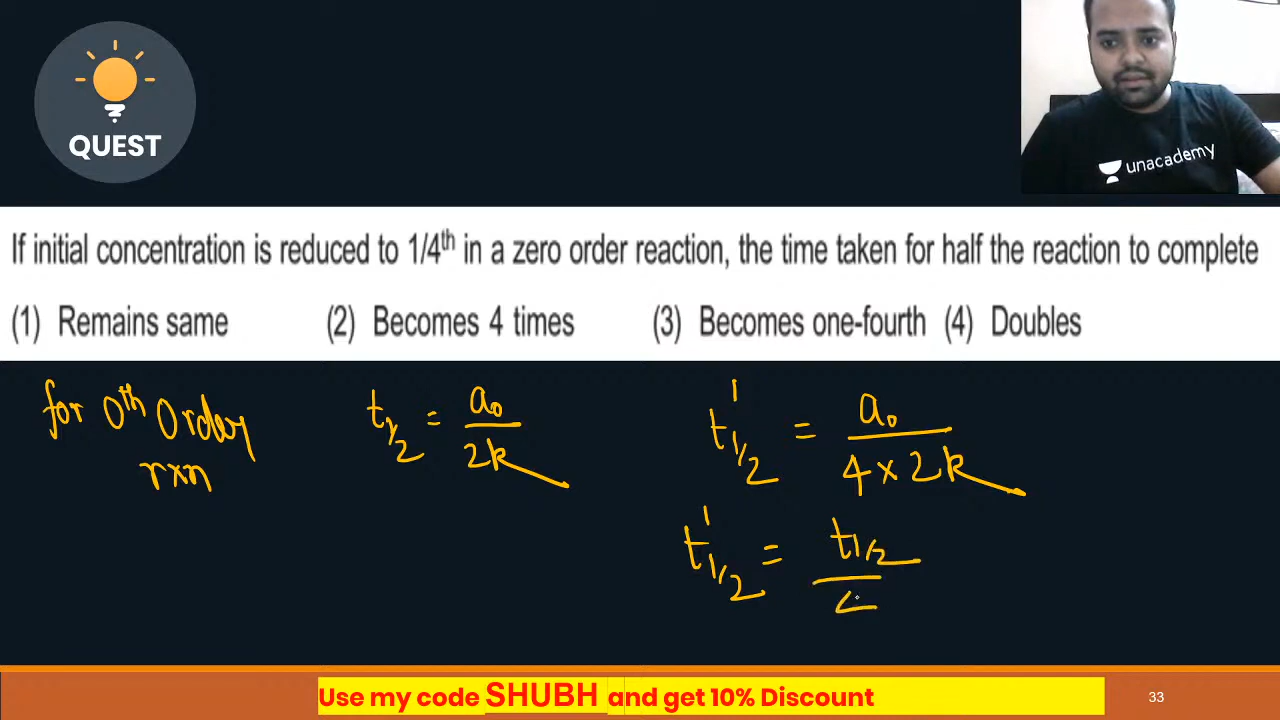 QUEST
unacademy
If initial concentration is reduced to 1/4th in a zero order reaction, the time taken for half the reaction to complete
(1) Remains same (2) Becomes 4 times (3) Becomes one-fourth (4) Doubles
for 0th Order rxn
t1/2 = a0/2k
t'1/2 = a0/4 × 2k
t'1/2 = t1/2/
Use my code SHUBH and get 10% Discount
33